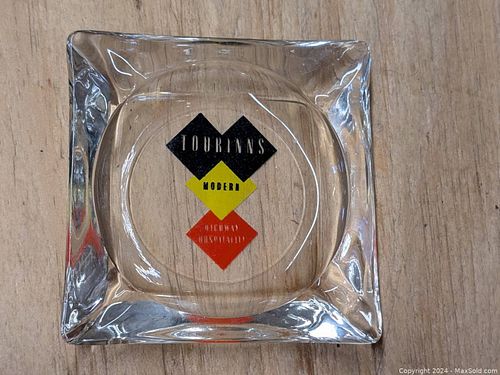 TOURINNS
MODERN
HIGHWAY
HOSPITALITY
Copyright 2024 - MaxSold.com